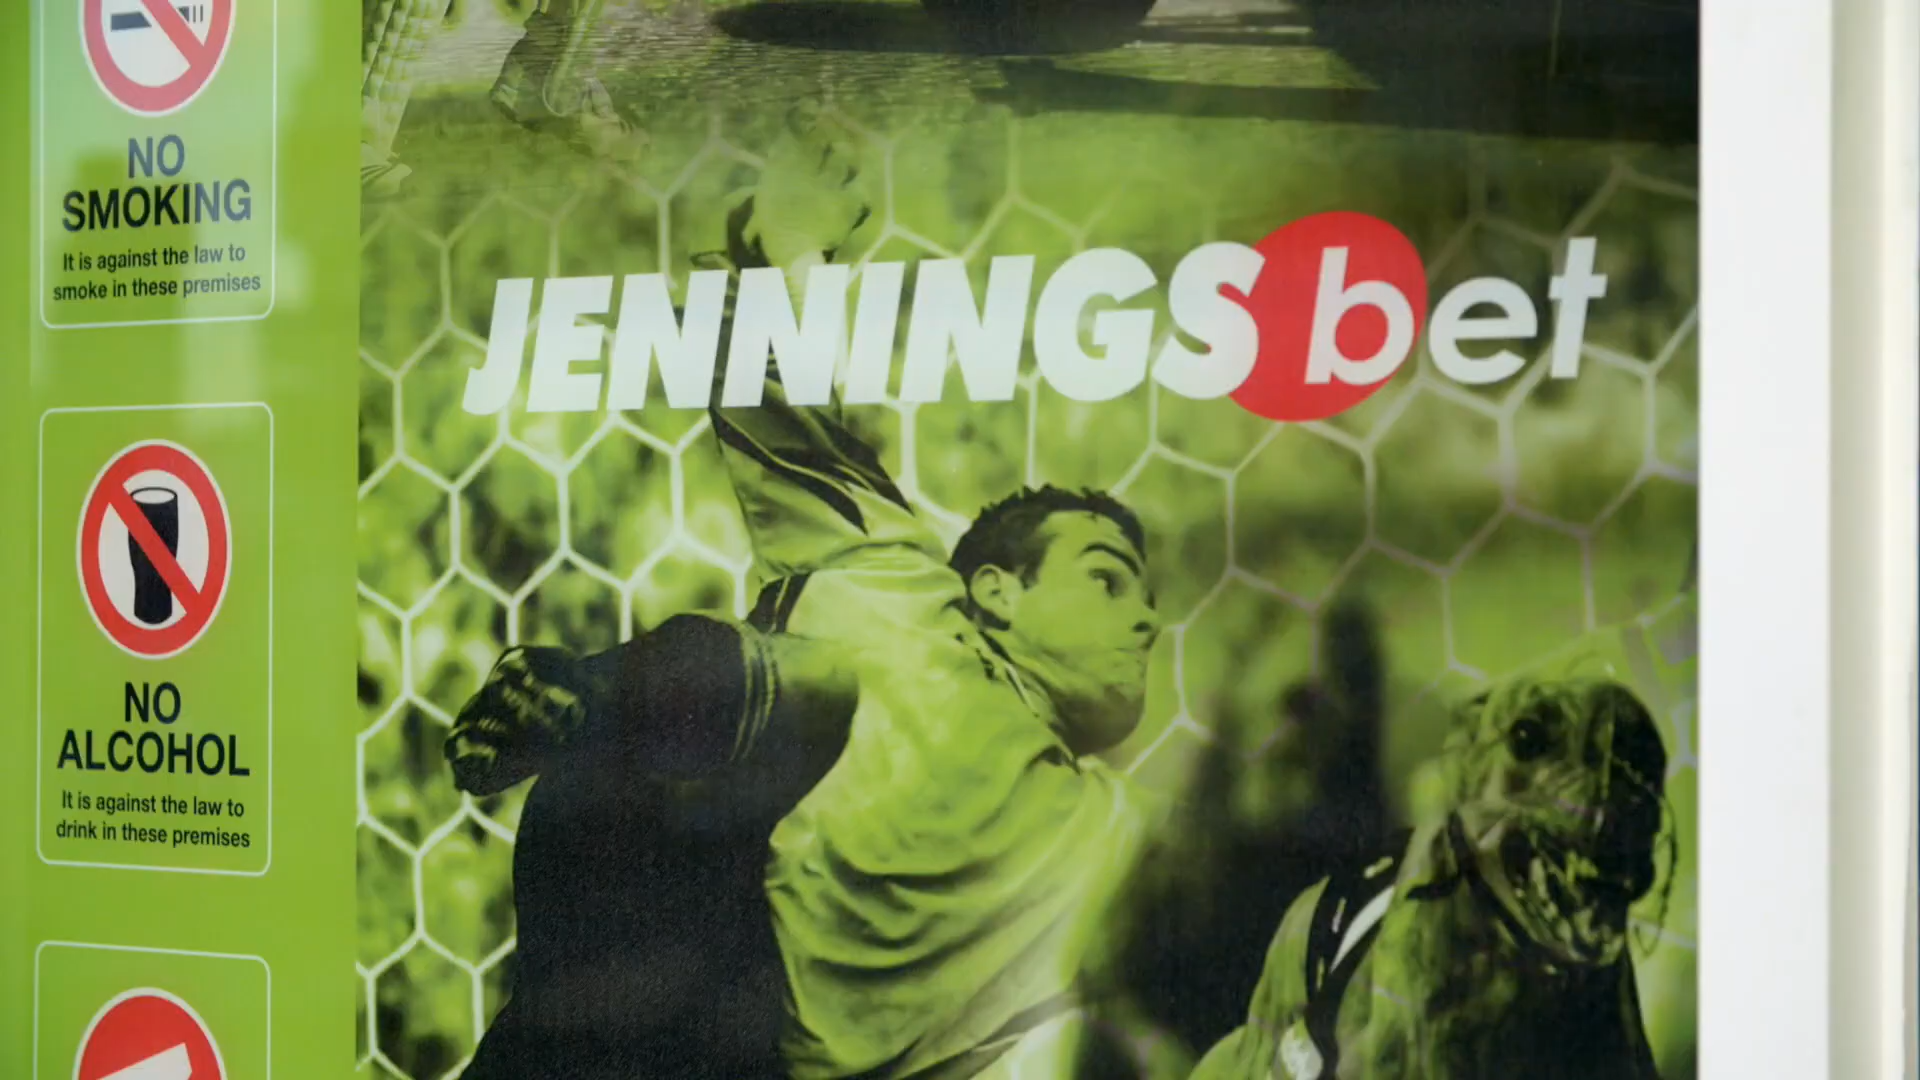 NO
SMOKING
It is against the law to
smoke in these premises
JENNINGSbet
NO
ALCOHOL
It is against the law to
drink in these premises